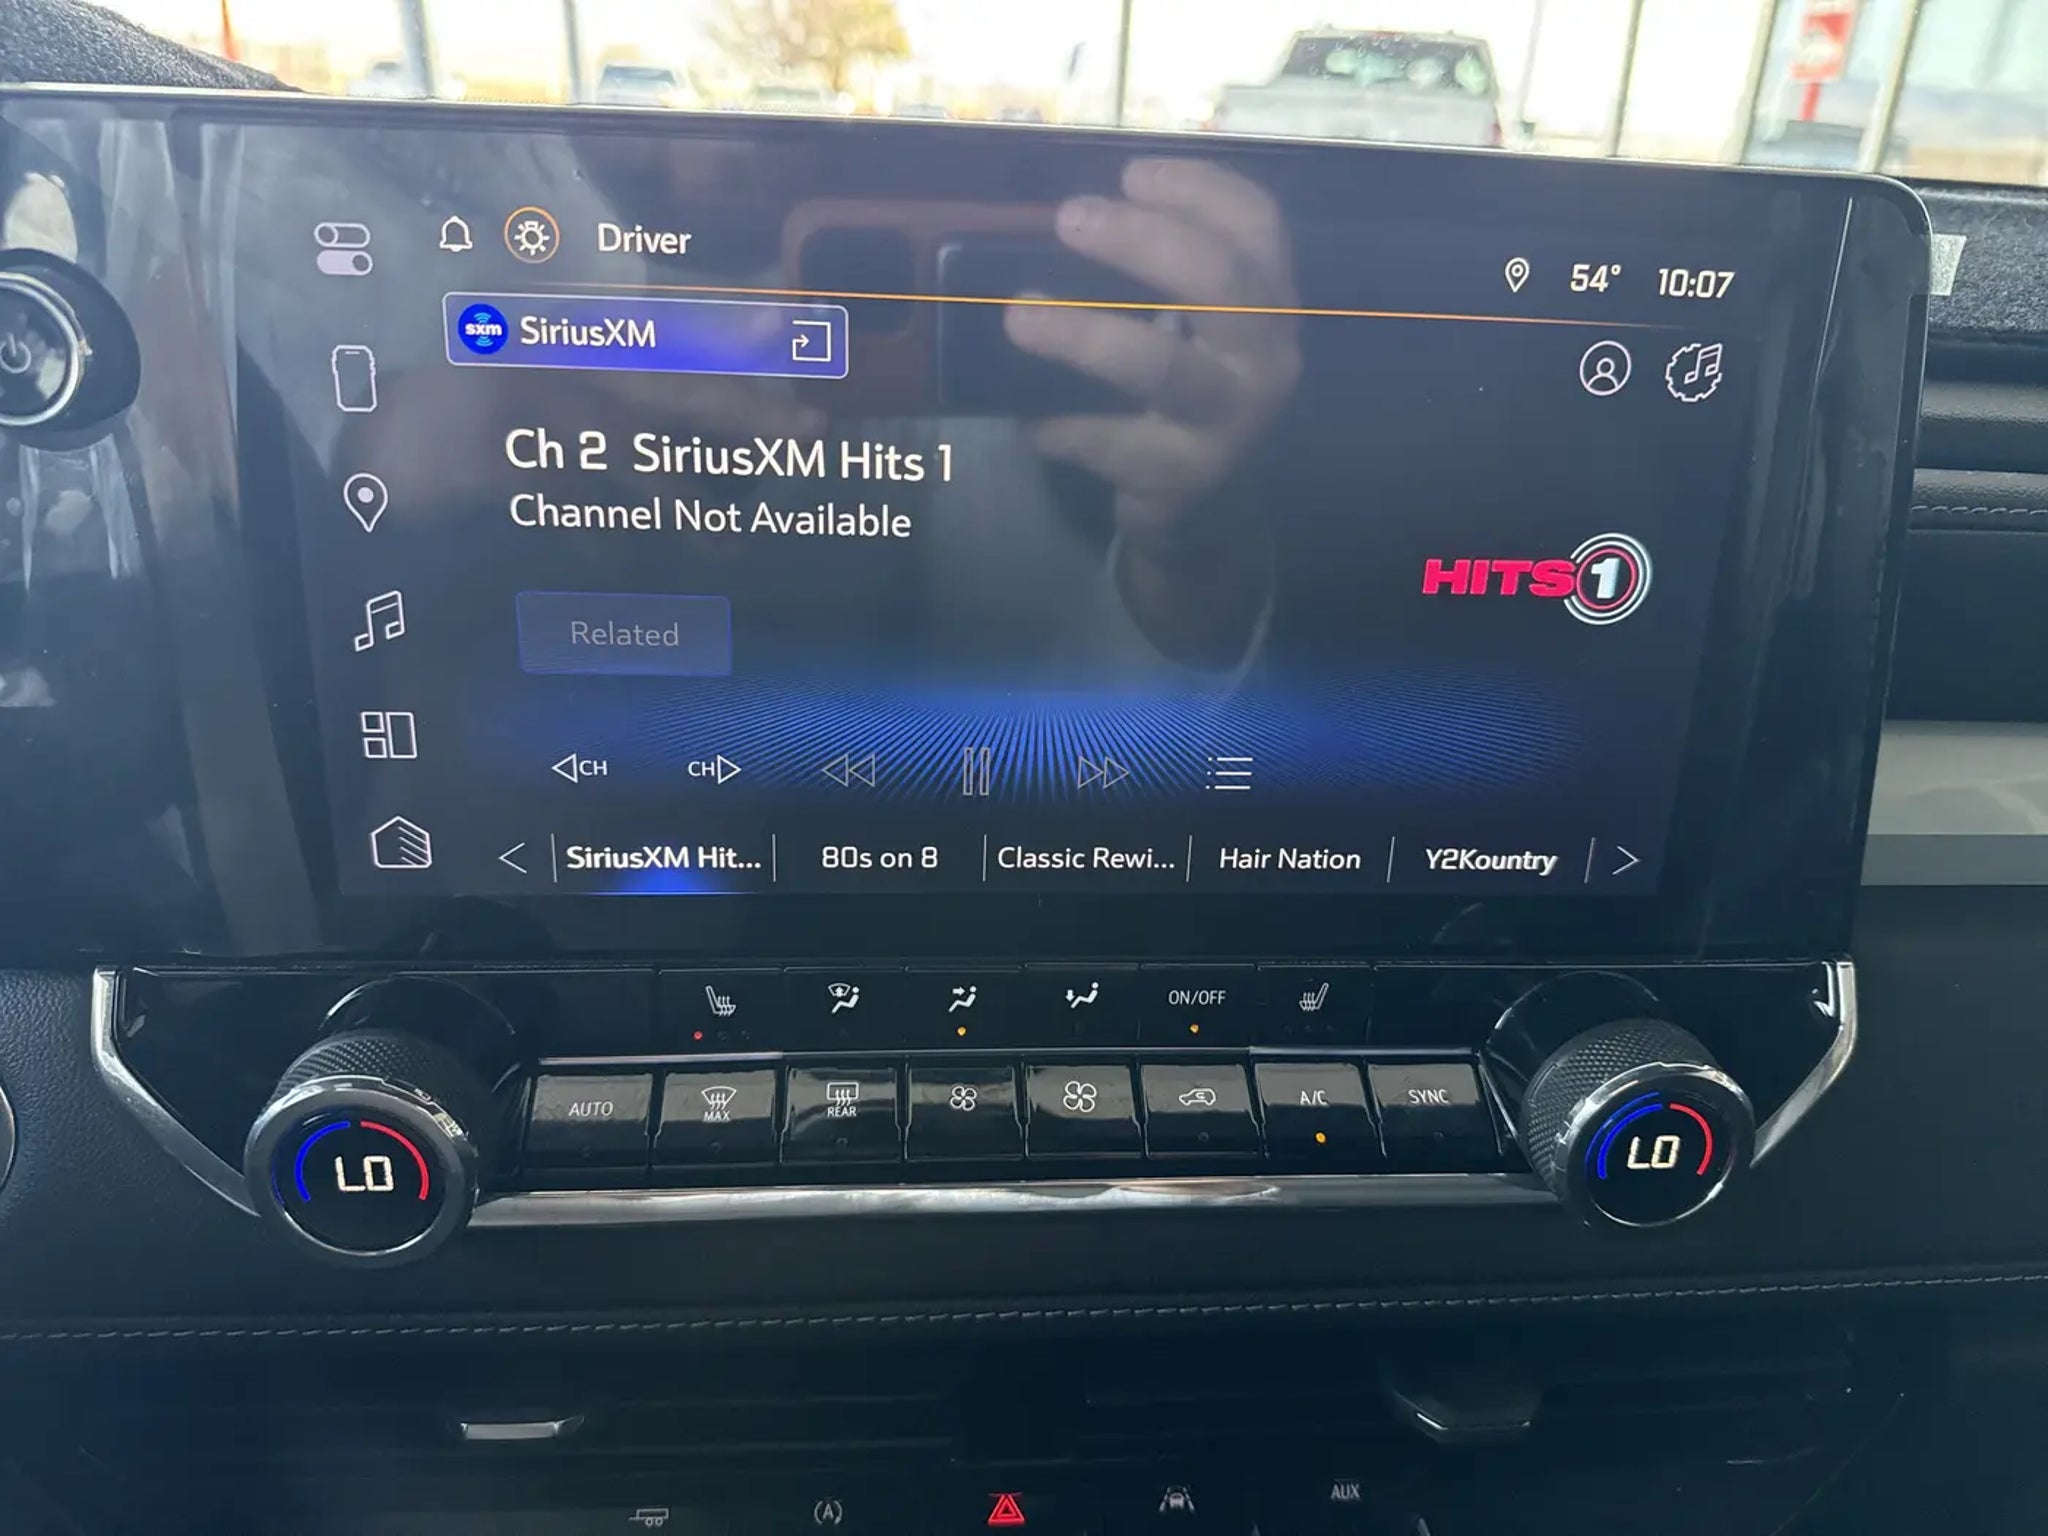 Driver
54° 10:07
sxm SiriusXM
Ch 2 SiriusXM Hits 1
Channel Not Available
HITS 1
Related
CH CH
SiriusXM Hit... 80s on 8 Classic Rewi... Hair Nation Y2Kountry
ON/OFF
AUTO MAX REAR A/C SYNC
LO LO
A AUX